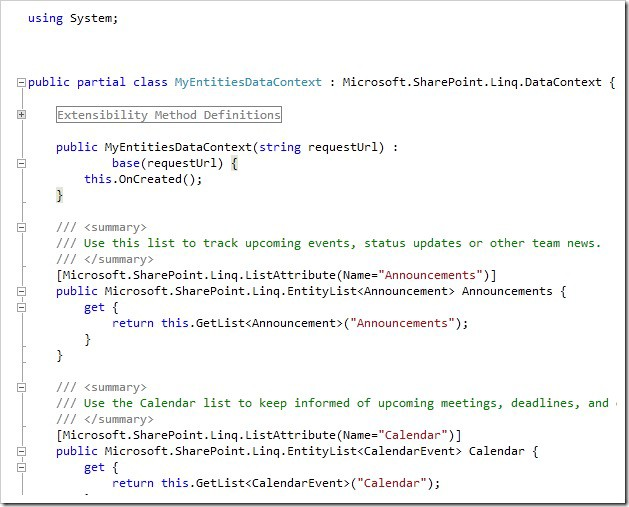 using System;
public partial class MyEntitiesDataContext : Microsoft.SharePoint.Linq.DataContext {
Extensibility Method Definitions
public MyEntitiesDataContext(string requestUrl) :
base(requestUrl) {
this.OnCreated();
}
/// <summary>
/// Use this list to track upcoming events, status updates or other team news.
/// </summary>
[Microsoft.SharePoint.Linq.ListAttribute(Name="Announcements")]
public Microsoft.SharePoint.Linq.EntityList<Announcement> Announcements {
get {
return this.GetList<Announcement>("Announcements");
}
}
/// <summary>
/// Use the Calendar list to keep informed of upcoming meetings, deadlines, and
/// </summary>
[Microsoft.SharePoint.Linq.ListAttribute(Name="Calendar")]
public Microsoft.SharePoint.Linq.EntityList<CalendarEvent> Calendar {
get {
return this.GetList<CalendarEvent>("Calendar");